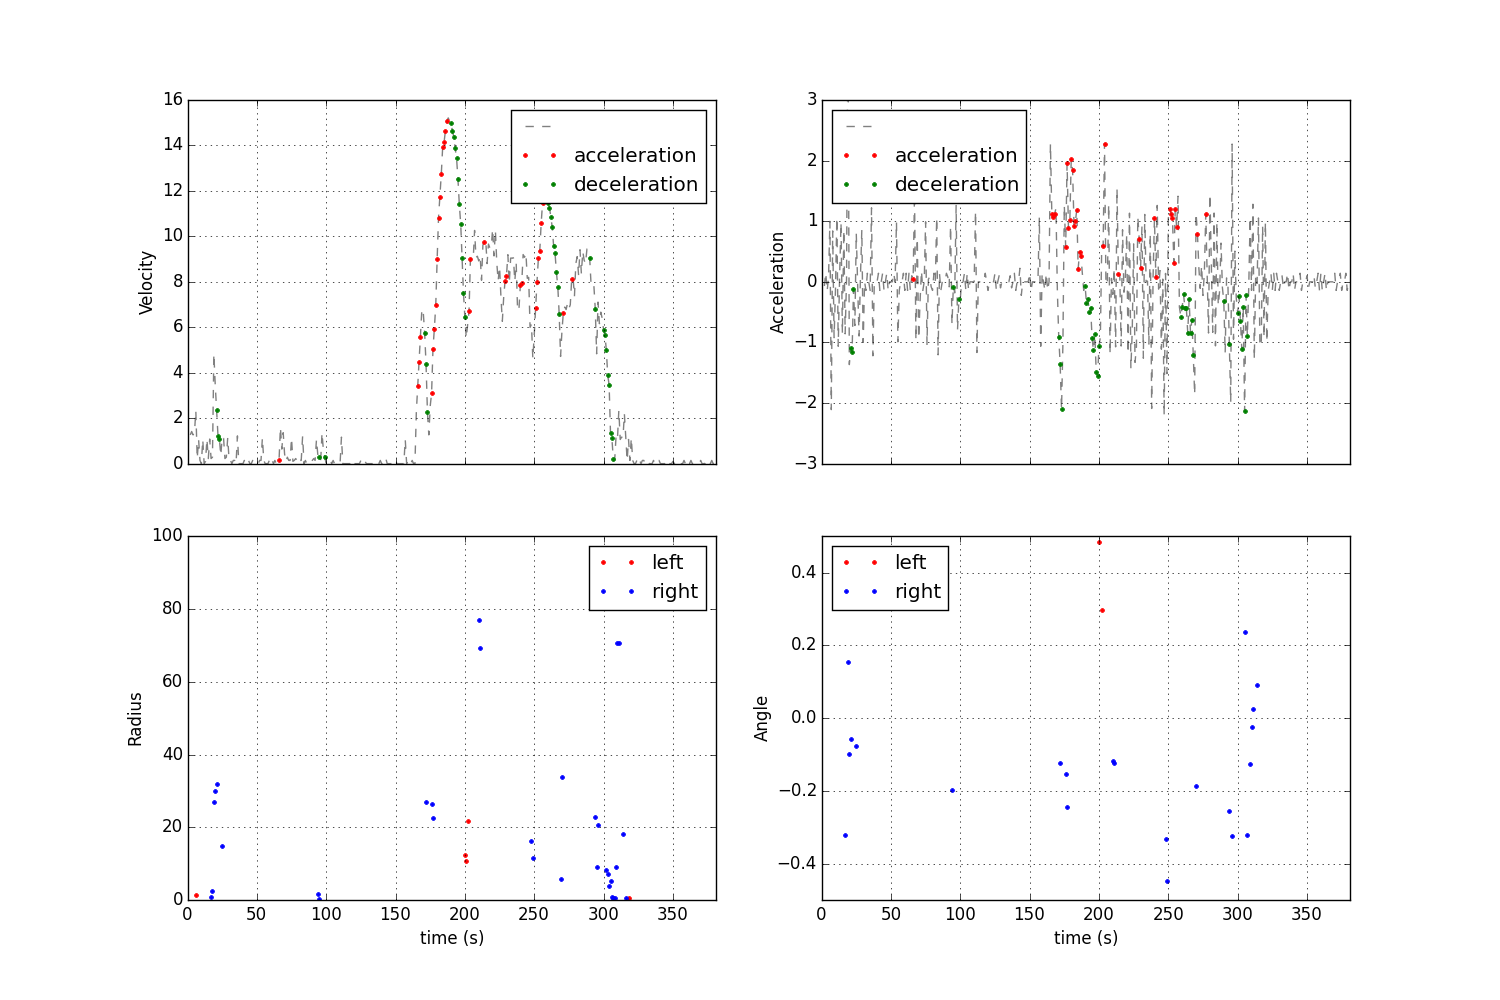 16
14
12
10
8
6
4
2
0
Velocity
acceleration
deceleration
3
2
1
0
−1
−2
−3
Acceleration
acceleration
deceleration
100
80
60
40
20
0
Radius
left
right
0 50 100 150 200 250 300 350
time (s)
0.4
0.2
0.0
−0.2
−0.4
Angle
left
right
0 50 100 150 200 250 300 350
time (s)